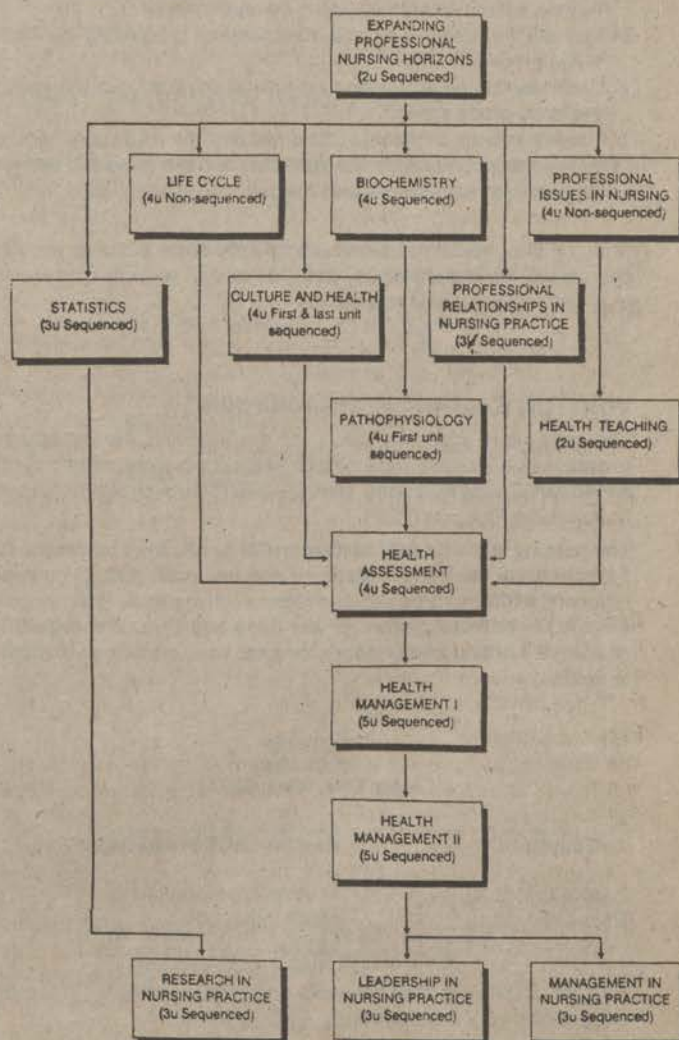 EXPANDING
PROFESSIONAL
NURSING HORIZONS
(2u Sequenced)
LIFE CYCLE
(4u Non-sequenced)
BIOCHEMISTRY
(4u Sequenced)
PROFESSIONAL
ISSUES IN NURSING
(4u Non-sequenced)
STATISTICS
(3u Sequenced)
CULTURE AND HEALTH
(4u First & last unit
sequenced)
PROFESSIONAL
RELATIONSHIPS IN
NURSING PRACTICE
(3 Sequenced)
PATHOPHYSIOLOGY
(4u First unit
sequenced)
HEALTH TEACHING
(2u Sequenced)
HEALTH
ASSESSMENT
(4u Sequenced)
HEALTH
MANAGEMENT I
(5u Sequenced)
HEALTH
MANAGEMENT II
(5u Sequenced)
RESEARCH IN
NURSING PRACTICE
(3u Sequenced)
LEADERSHIP IN
NURSING PRACTICE
(3u Sequenced)
MANAGEMENT IN
NURSING PRACTICE
(3u Sequenced)